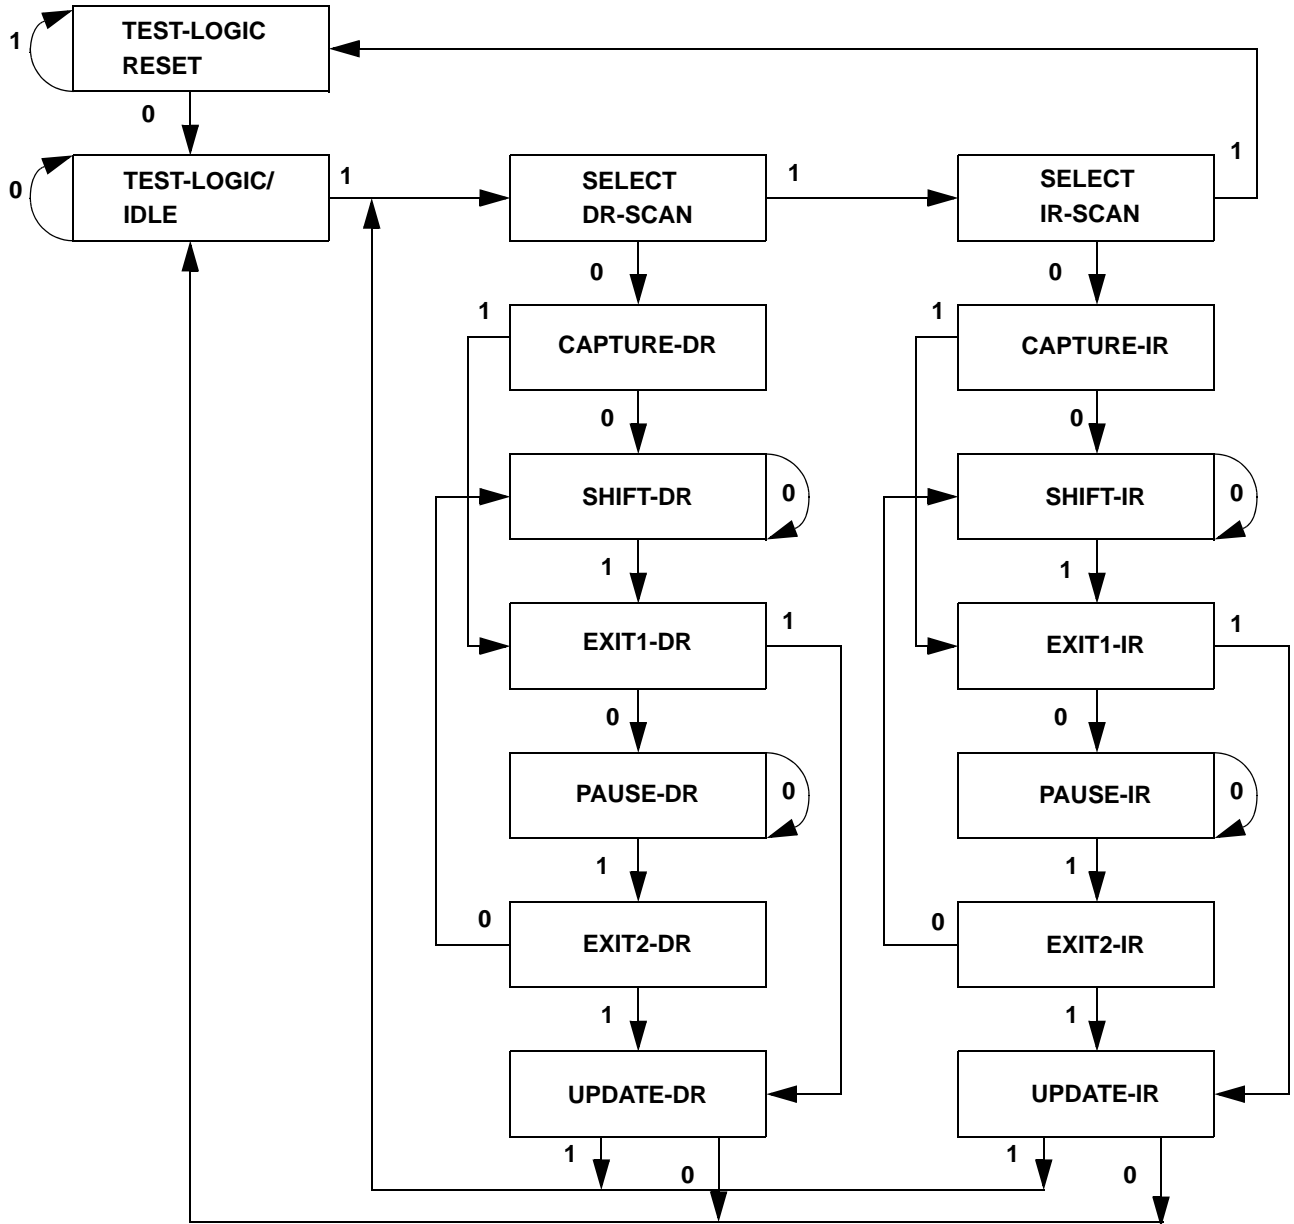 TEST-LOGIC
RESET
1
0
TEST-LOGIC/
IDLE
0
1
SELECT
DR-SCAN
1
SELECT
IR-SCAN
1
0
0
1
CAPTURE-DR
1
CAPTURE-IR
0
0
SHIFT-DR
0
SHIFT-IR
0
1
1
EXIT1-DR
1
EXIT1-IR
1
0
0
PAUSE-DR
0
PAUSE-IR
0
1
1
0
EXIT2-DR
0
EXIT2-IR
1
1
UPDATE-DR
UPDATE-IR
1
0
1
0